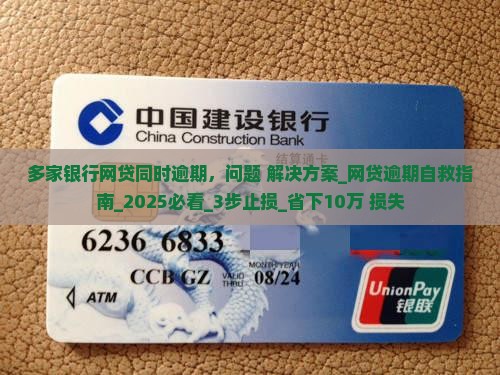 中国建设银行
China Construction Bank
结算通卡
多家银行网贷同时逾期，问题 解决方案_网贷逾期自救指
南_2025必看_3步止损_省下10万 损失
6236 6833
MONTH/YEAR
CCB GZ VALID THRU 08/24
ATM
UnionPay
银联